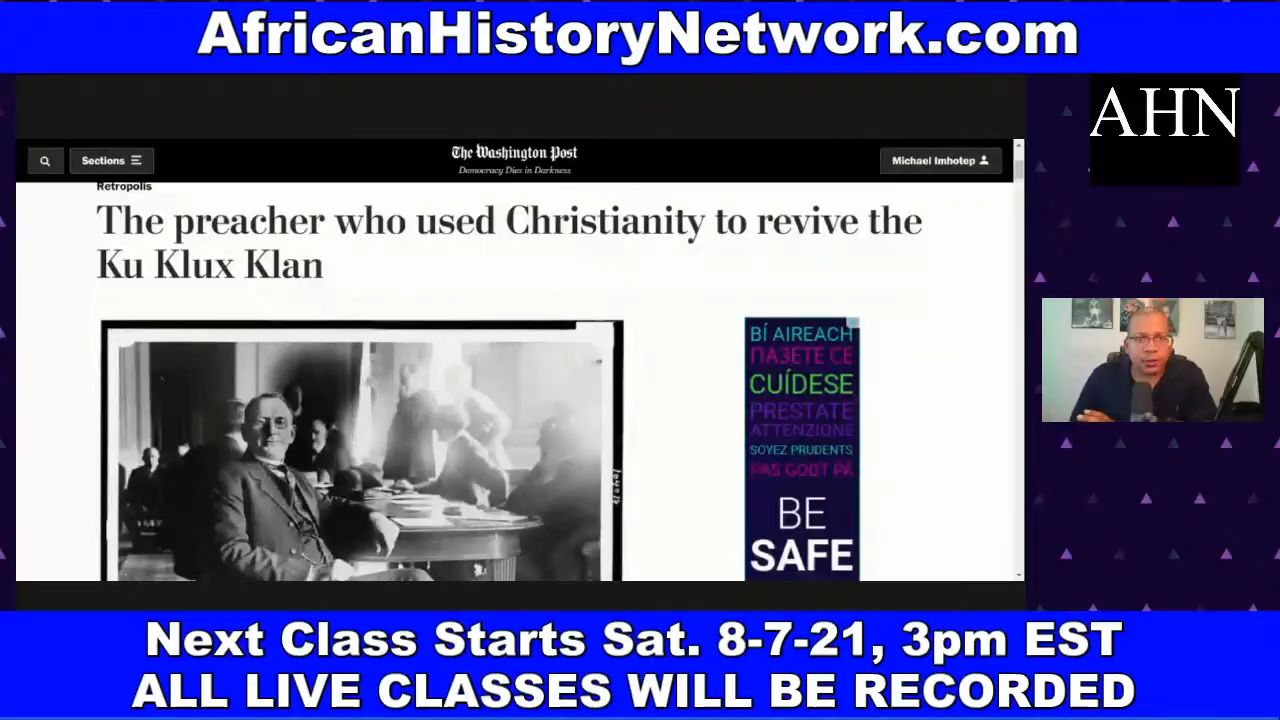 AfricanHistoryNetwork.com
AHN
Sections
The Washington Post
Democracy Dies in Darkness
Michael Imhotep
Retropolis
The preacher who used Christianity to revive the
Ku Klux Klan
BÍ AIREACH
ПАЗЕТЕ СЕ
CUÍDESE
PRESTATE
ATTENZIONE
SOYEZ PRUDENTS
PAS GODT PÅ
BE
SAFE
Next Class Starts Sat. 8-7-21, 3pm EST
ALL LIVE CLASSES WILL BE RECORDED